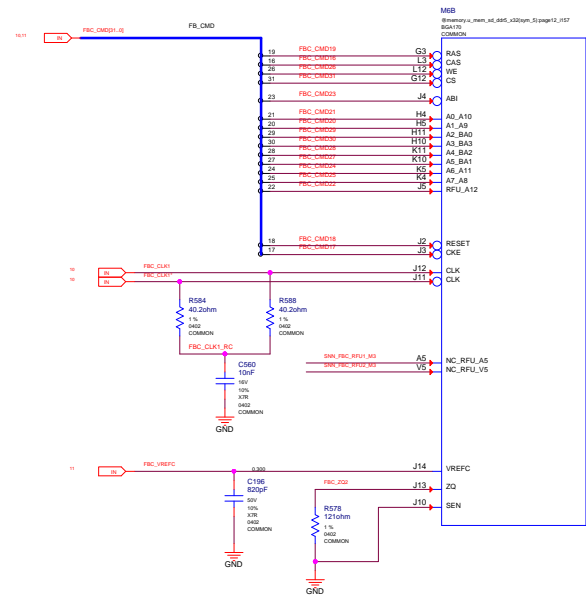 M6B
@memory.u_mem_sd_ddr5_x32(sym_5):page12_i157
BGA170
COMMON
FBC_CMD[31..0]
FB_CMD
IN
19 FBC_CMD19 G3 RAS
16 FBC_CMD16 L3 CAS
26 FBC_CMD26 L12 WE
31 FBC_CMD31 G12 CS
23 FBC_CMD23 J4 ABI
21 FBC_CMD21 H4 A0_A10
20 FBC_CMD20 H5 A1_A9
29 FBC_CMD29 H11 A2_BA0
30 FBC_CMD30 H10 A3_BA3
28 FBC_CMD28 K11 A4_BA2
27 FBC_CMD27 K10 A5_BA1
24 FBC_CMD24 K5 A6_A11
25 FBC_CMD25 K4 A7_A8
22 FBC_CMD22 J5 RFU_A12
18 FBC_CMD18 J2 RESET
17 FBC_CMD17 J3 CKE
IN FBC_CLK1 J12 CLK
IN FBC_CLK1* J11 CLK
R584
40.2ohm
1 %
0402
COMMON
R588
40.2ohm
1 %
0402
COMMON
FBC_CLK1_RC
C560
10nF
16V
10%
X7R
0402
COMMON
GND
SNN_FBC_RFU1_M3 A5 NC_RFU_A5
SNN_FBC_RFU2_M3 V5 NC_RFU_V5
11 IN FBC_VREFC 0.300 J14 VREFC
FBC_ZQ2 J13 ZQ
J10 SEN
C196
820pF
50V
10%
X7R
0402
COMMON
GND
R578
121ohm
1 %
0402
COMMON
GND